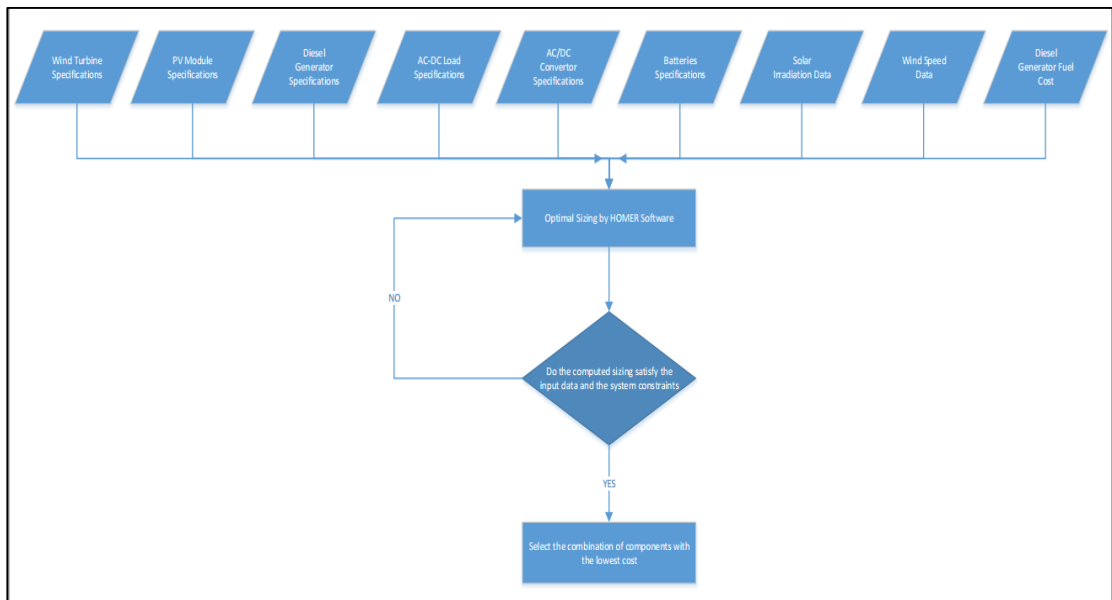 Wind Turbine
Specifications
PV Module
Specifications
Diesel
Generator
Specifications
AC-DC Load
Specifications
AC/DC
Convertor
Specifications
Batteries
Specifications
Solar
Irradiation Data
Wind Speed
Data
Diesel
Generator Fuel
Cost
Optimal Sizing by HOMER Software
NO
Do the computed sizing satisfy the
input data and the system constraints
YES
Select the combination of components with
the lowest cost